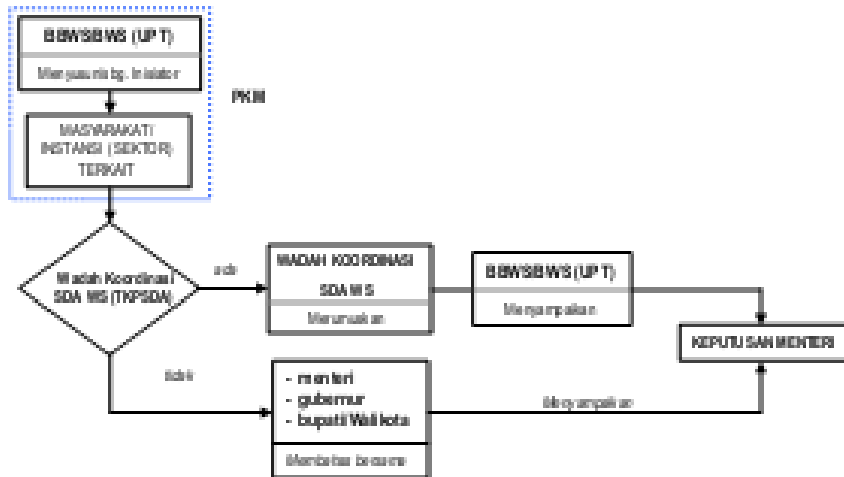 BBWS/BWS (UPT)
Menyusun sbg. Inisiator
PKM
MASYARAKAT/
INSTANSI (SEKTOR)
TERKAIT
Wadah Koordinasi
SDA WS (TKPSDA)
ada
WADAH KOORDINASI
SDA WS
Merumuskan
BBWS/BWS (UPT)
Menyampaikan
KEPUTUSAN MENTERI
tidak
- menteri
- gubernur
- bupati/Walikota
Membahas bersama
Menyampaikan